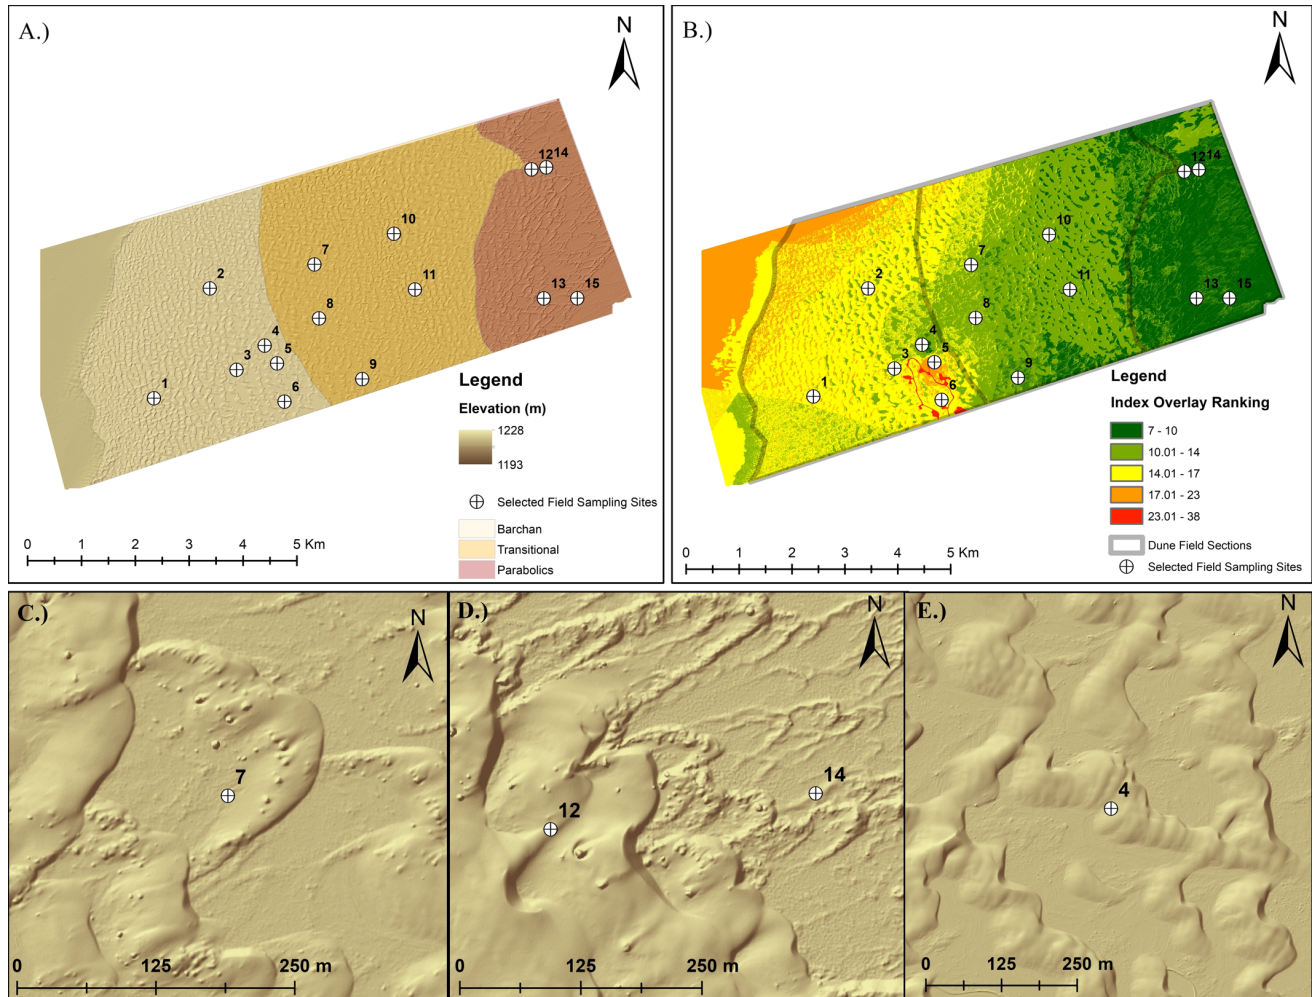 A.)
N
12 14
10
7
2
11
13 15
8
4
3
5
1
9
6
Legend
Elevation (m)
1228
1193
Selected Field Sampling Sites
Barchan
Transitional
Parabolics
0 1 2 3 4 5 Km
B.)
N
12 14
10
7
2
11
13 15
8
4
3
5
9
1
6
Legend
Index Overlay Ranking
7 - 10
10.01 - 14
14.01 - 17
17.01 - 23
23.01 - 38
Dune Field Sections
Selected Field Sampling Sites
0 1 2 3 4 5 Km
C.)
N
7
0 125 250 m
D.)
N
14
12
0 125 250 m
E.)
N
4
0 125 250 m